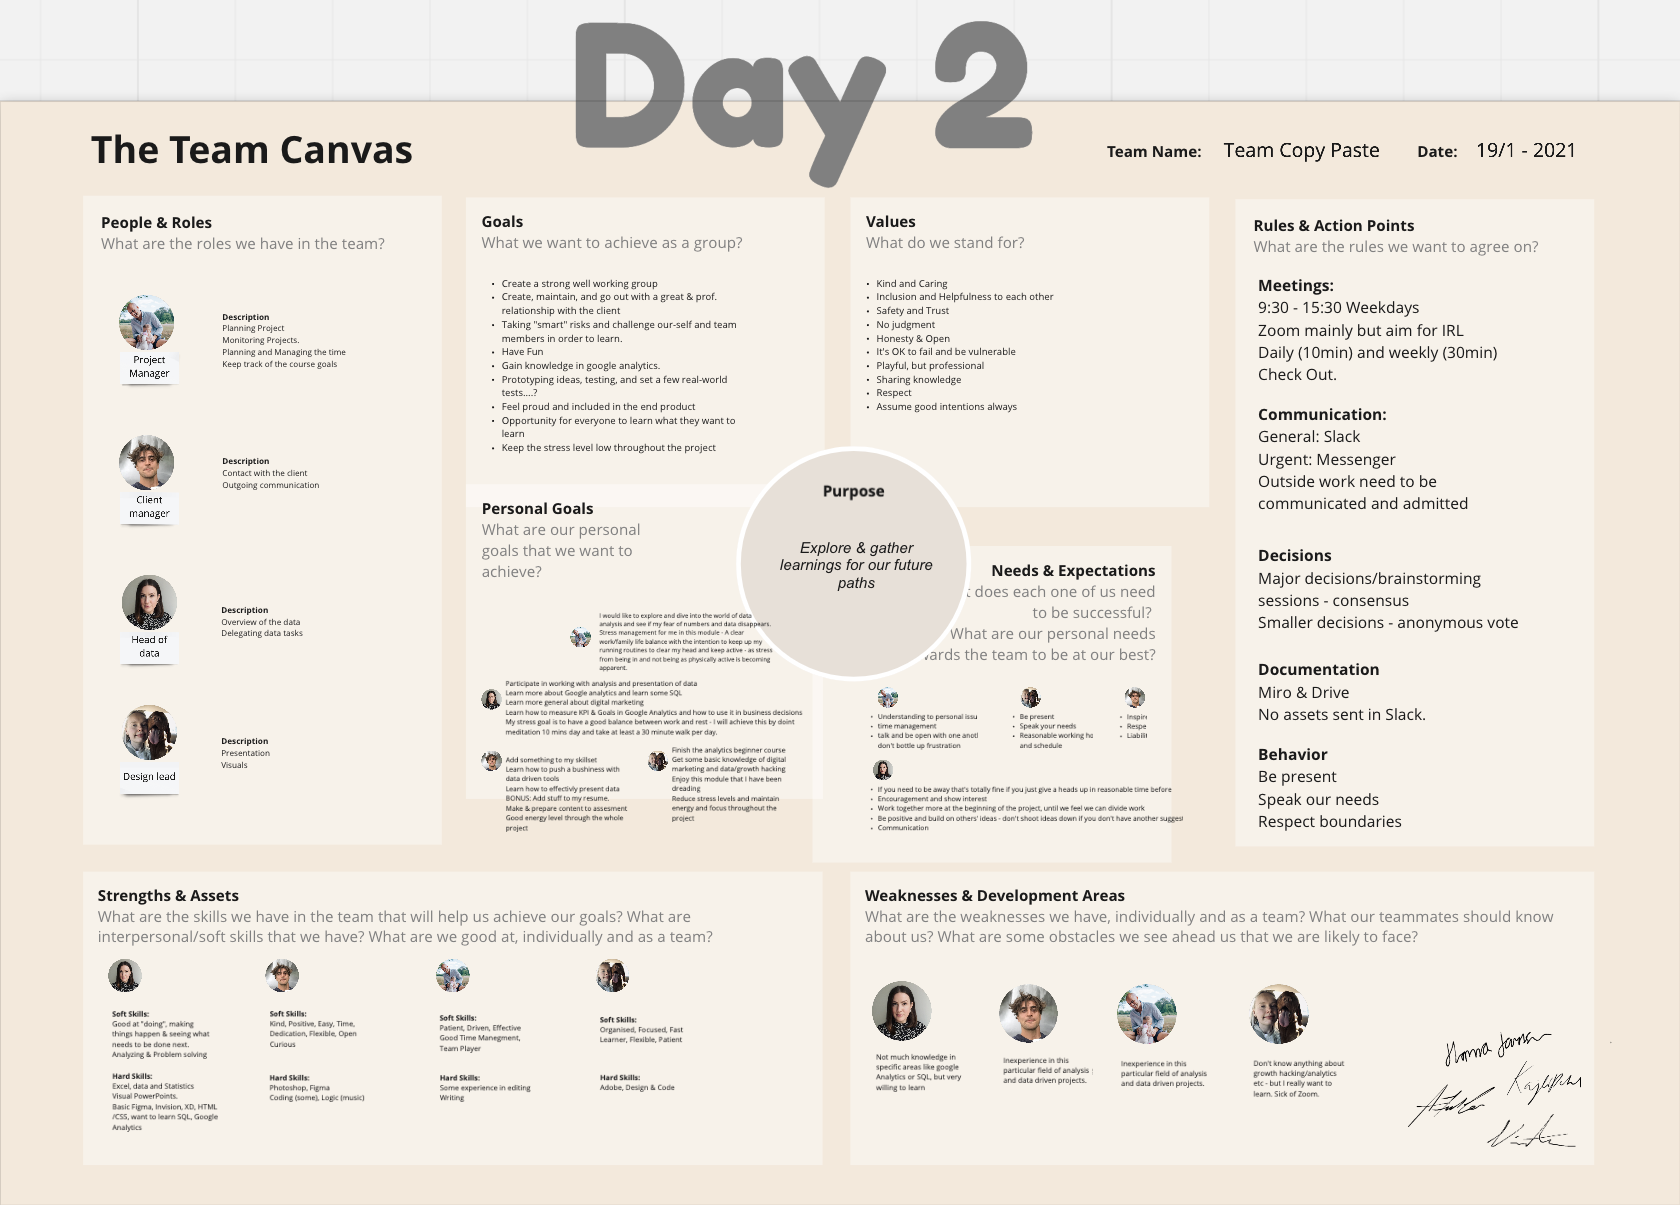 Day 2
The Team Canvas
Team Name: Team Copy Paste Date: 19/1 - 2021
People & Roles
What are the roles we have in the team?
Project
Manager
Description
Planning Project
Monitoring Projects.
Planning and Managing the time
Keep track of the course goals
Client
manager
Description
Contact with the client
Outgoing communication
Head of
data
Description
Overview of the data
Delegating data tasks
Design lead
Description
Presentation
Visuals
Goals
What we want to achieve as a group?
• Create a strong well working group
• Create, maintain, and go out with a great & prof.
relationship with the client
• Taking "smart" risks and challenge our-self and team
members in order to learn.
• Have Fun
• Gain knowledge in google analytics.
• Prototyping ideas, testing, and set a few real-world
tests....?
• Feel proud and included in the end product
• Opportunity for everyone to learn what they want to
learn
• Keep the stress level low throughout the project
Personal Goals
What are our personal
goals that we want to
achieve?
I would like to explore and dive into the world of data
analysis and see if my fear of numbers and data disappears.
Stress management for me in this module - A clear
work/family life balance with the intention to keep up my
running routines to clear my head and keep active - as stress
from being in and not being as physically active is becoming
apparent.
Participate in working with analysis and presentation of data
Learn more about Google analytics and learn some SQL
Learn more general about digital marketing
Learn how to measure KPI & Goals in Google Analytics and how to use it in business decisions
My stress goal is to have a good balance between work and rest - I will achieve this by doint
meditation 10 mins day and take at least a 30 minute walk per day.
Add something to my skillset
Learn how to push a bushiness with
data driven tools
Learn how to effectivly present data
BONUS: Add stuff to my resume.
Make & prepare content to assesment
Good energy level through the whole
project
Finish the analytics beginner course
Get some basic knowledge of digital
marketing and data/growth hacking
Enjoy this module that I have been
dreading
Reduce stress levels and maintain
energy and focus throughout the
project
Values
What do we stand for?
• Kind and Caring
• Inclusion and Helpfulness to each other
• Safety and Trust
• No judgment
• Honesty & Open
• It's OK to fail and be vulnerable
• Playful, but professional
• Sharing knowledge
• Respect
• Assume good intentions always
Purpose
Explore & gather
learnings for our future
paths
Needs & Expectations
does each one of us need
to be successful?
What are our personal needs
wards the team to be at our best?
• Understanding to personal issu
• time management
• talk and be open with one anotl
don't bottle up frustration
• Be present
• Speak your needs
• Reasonable working hc
and schedule
• Inspir
• Respe
• Liabilit
• If you need to be away that's totally fine if you just give a heads up in reasonable time before
• Encouragement and show interest
• Work together more at the beginning of the project, until we feel we can divide work
• Be positive and build on others' ideas - don't shoot ideas down if you don't have another suggest
• Communication
Rules & Action Points
What are the rules we want to agree on?
Meetings:
9:30 - 15:30 Weekdays
Zoom mainly but aim for IRL
Daily (10min) and weekly (30min)
Check Out.
Communication:
General: Slack
Urgent: Messenger
Outside work need to be
communicated and admitted
Decisions
Major decisions/brainstorming
sessions - consensus
Smaller decisions - anonymous vote
Documentation
Miro & Drive
No assets sent in Slack.
Behavior
Be present
Speak our needs
Respect boundaries
Strengths & Assets
What are the skills we have in the team that will help us achieve our goals? What are
interpersonal/soft skills that we have? What are we good at, individually and as a team?
Soft Skills:
Good at "doing", making
things happen & seeing what
needs to be done next.
Analyzing & Problem solving
Hard Skills:
Excel, data and Statistics
Visual PowerPoints.
Basic Figma, Invision, XD, HTML
/CSS, want to learn SQL, Google
Analytics
Soft Skills:
Kind, Positive, Easy, Time,
Dedication, Flexible, Open
Curious
Hard Skills:
Photoshop, Figma
Coding (some), Logic (music)
Soft Skills:
Patient, Driven, Effective
Good Time Managment,
Team Player
Hard Skills:
Some experience in editing
Writing
Soft Skills:
Organised, Focused, Fast
Learner, Flexible, Patient
Hard Skills:
Adobe, Design & Code
Weaknesses & Development Areas
What are the weaknesses we have, individually and as a team? What our teammates should know
about us? What are some obstacles we see ahead us that we are likely to face?
Not much knowledge in
specific areas like google
Analytics or SQL, but very
willing to learn
Inexperience in this
particular field of analysis
and data driven projects.
Inexperience in this
particular field of analysis
and data driven projects.
Don't know anything about
growth hacking/analytics
etc - but I really want to
learn. Sick of Zoom.